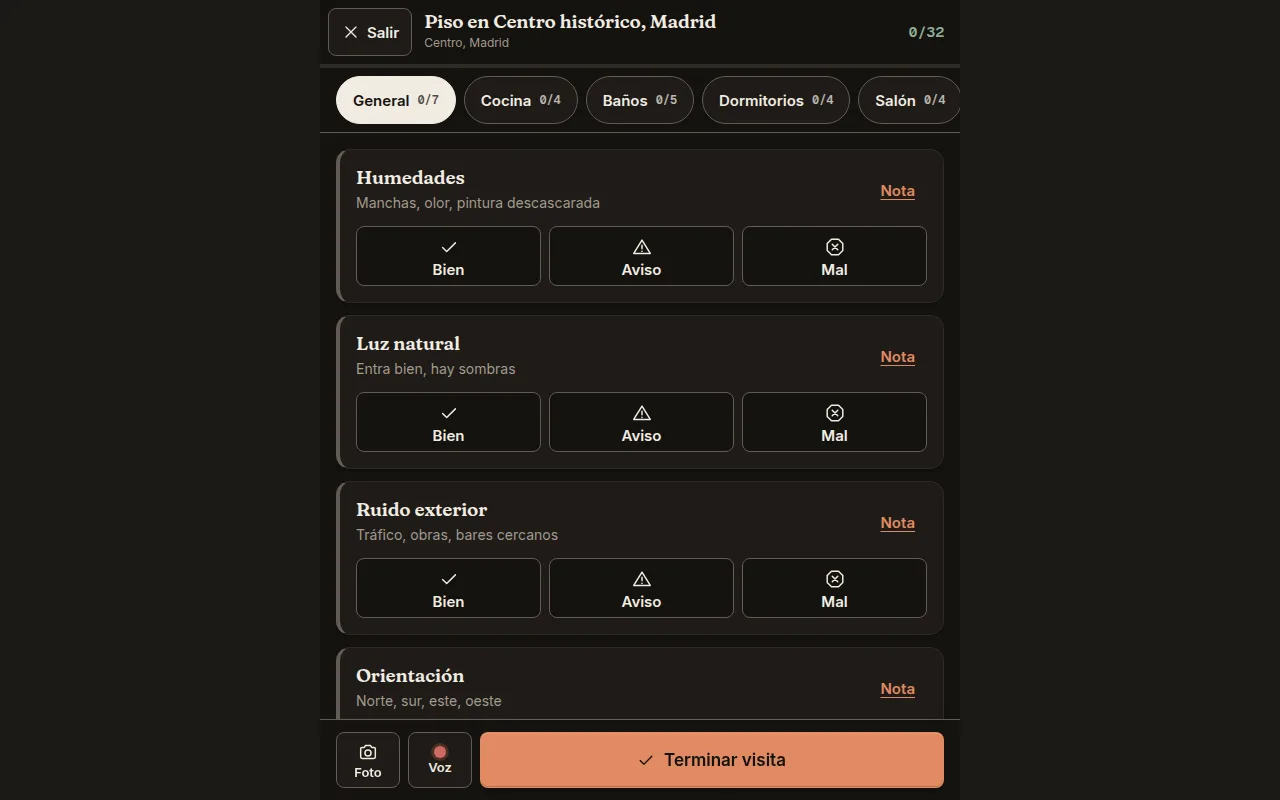 Salir
Piso en Centro histórico, Madrid
Centro, Madrid
0/32
General 0/7
Cocina 0/4
Baños 0/5
Dormitorios 0/4
Salón 0/4
Humedades
Manchas, olor, pintura descascarada
Nota
Bien
Aviso
Mal
Luz natural
Entra bien, hay sombras
Nota
Bien
Aviso
Mal
Ruido exterior
Tráfico, obras, bares cercanos
Nota
Bien
Aviso
Mal
Orientación
Norte, sur, este, oeste
Nota
Foto
Voz
Terminar visita